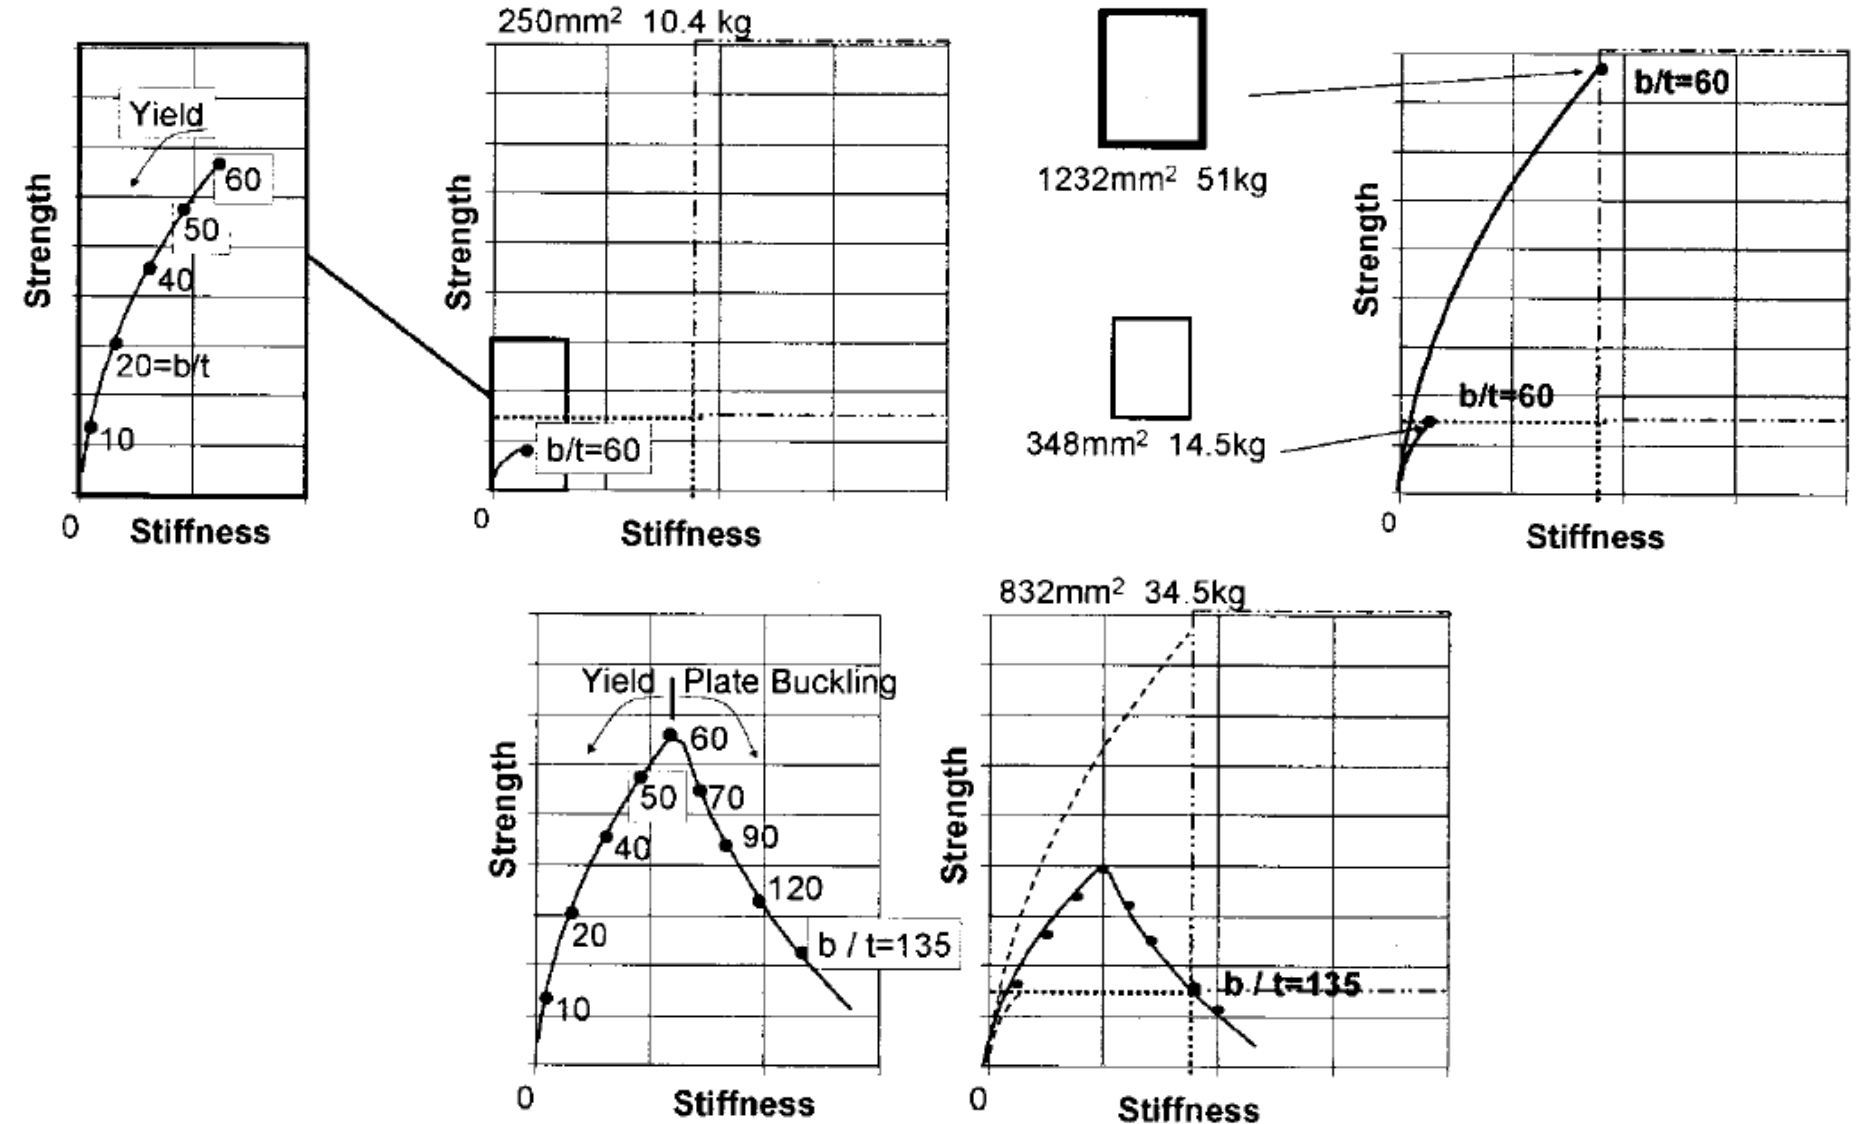 Yield
60
50
40
20=b/t
10
Strength
0
Stiffness
250mm² 10.4 kg
b/t=60
Strength
0
Stiffness
1232mm² 51kg
348mm² 14.5kg
b/t=60
b/t=60
Strength
0
Stiffness
Yield
Plate Buckling
60
50
70
40
90
120
20
b / t=135
10
Strength
0
Stiffness
832mm² 34.5kg
b / t=135
Strength
0
Stiffness